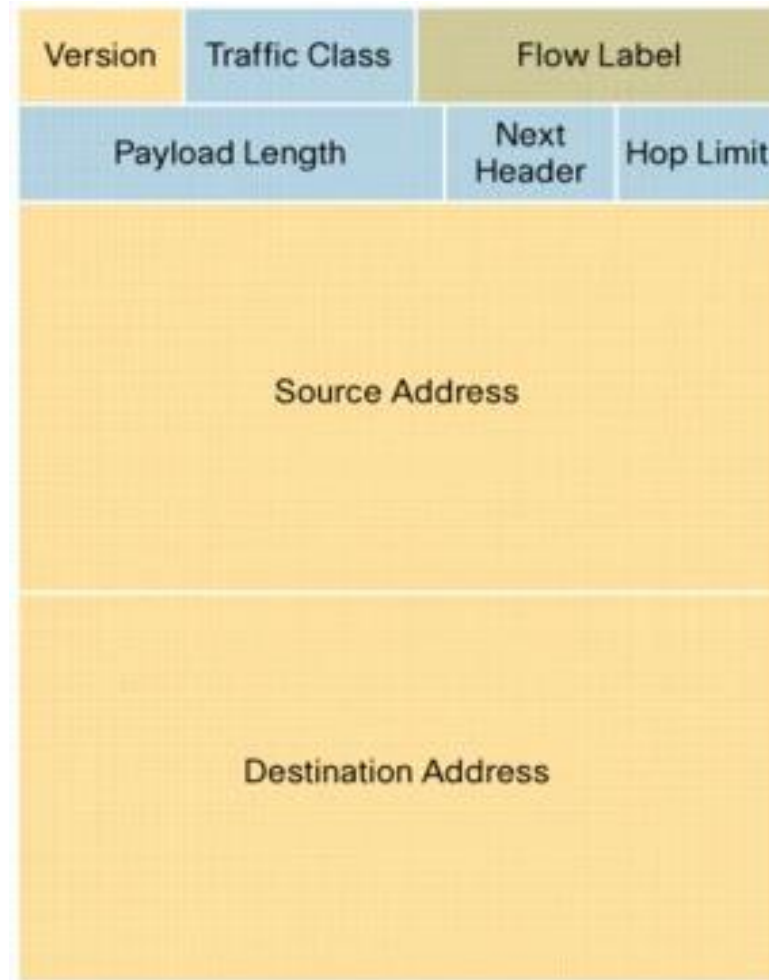 Version Traffic Class Flow Label
Payload Length Next Header Hop Limit
Source Address
Destination Address